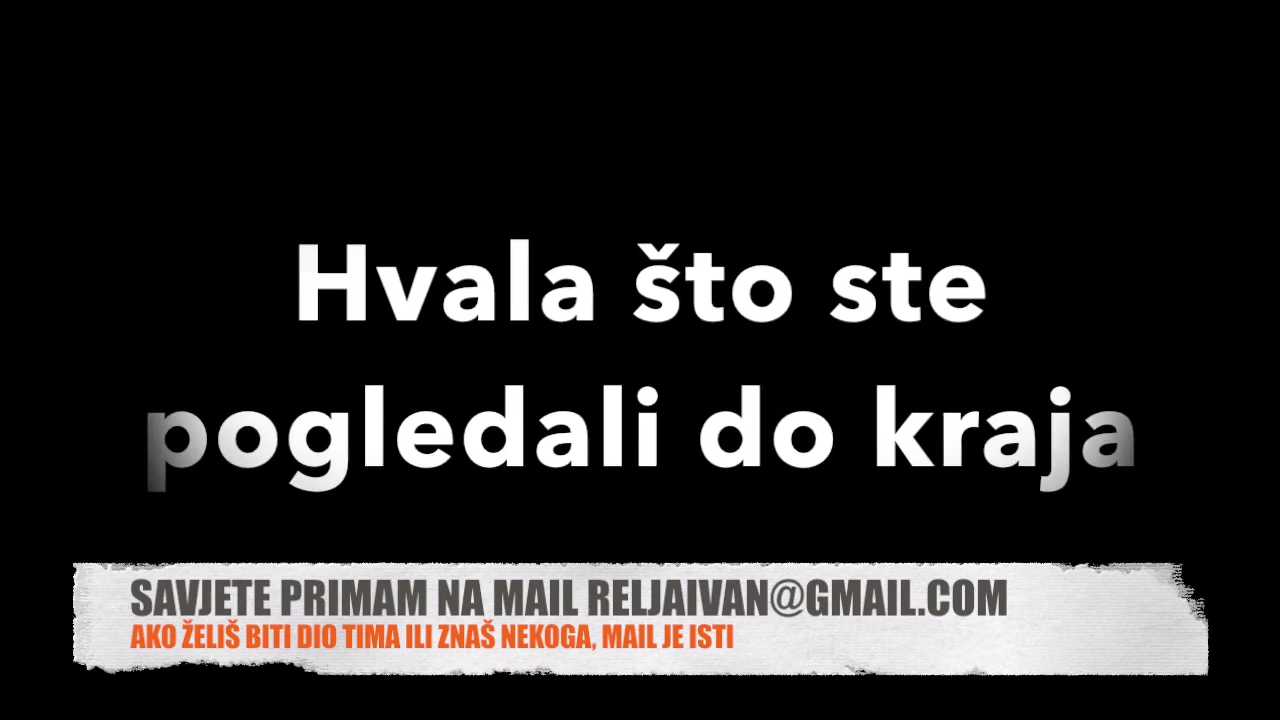 Hvala što ste
pogledali do kraja
SAVJETE PRIMAM NA MAIL RELJAIVAN@GMAIL.COM
AKO ŽELIŠ BITI DIO TIMA ILI ZNAŠ NEKOGA, MAIL JE ISTI